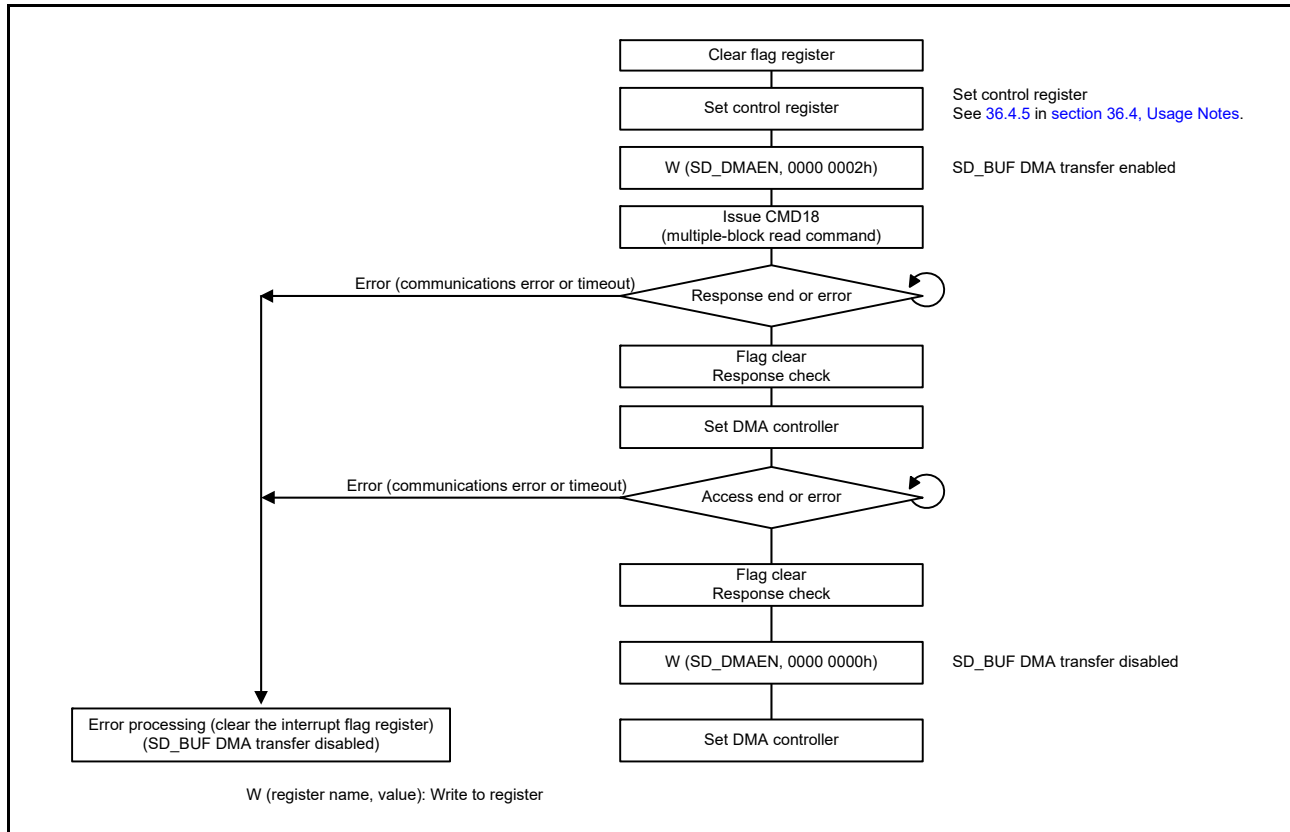 Clear flag register
Set control register
Set control register
See 36.4.5 in section 36.4, Usage Notes.
W (SD_DMAEN, 0000 0002h)
SD_BUF DMA transfer enabled
Issue CMD18
(multiple-block read command)
Error (communications error or timeout)
Response end or error
Flag clear
Response check
Set DMA controller
Error (communications error or timeout)
Access end or error
Flag clear
Response check
W (SD_DMAEN, 0000 0000h)
SD_BUF DMA transfer disabled
Error processing (clear the interrupt flag register)
(SD_BUF DMA transfer disabled)
Set DMA controller
W (register name, value): Write to register